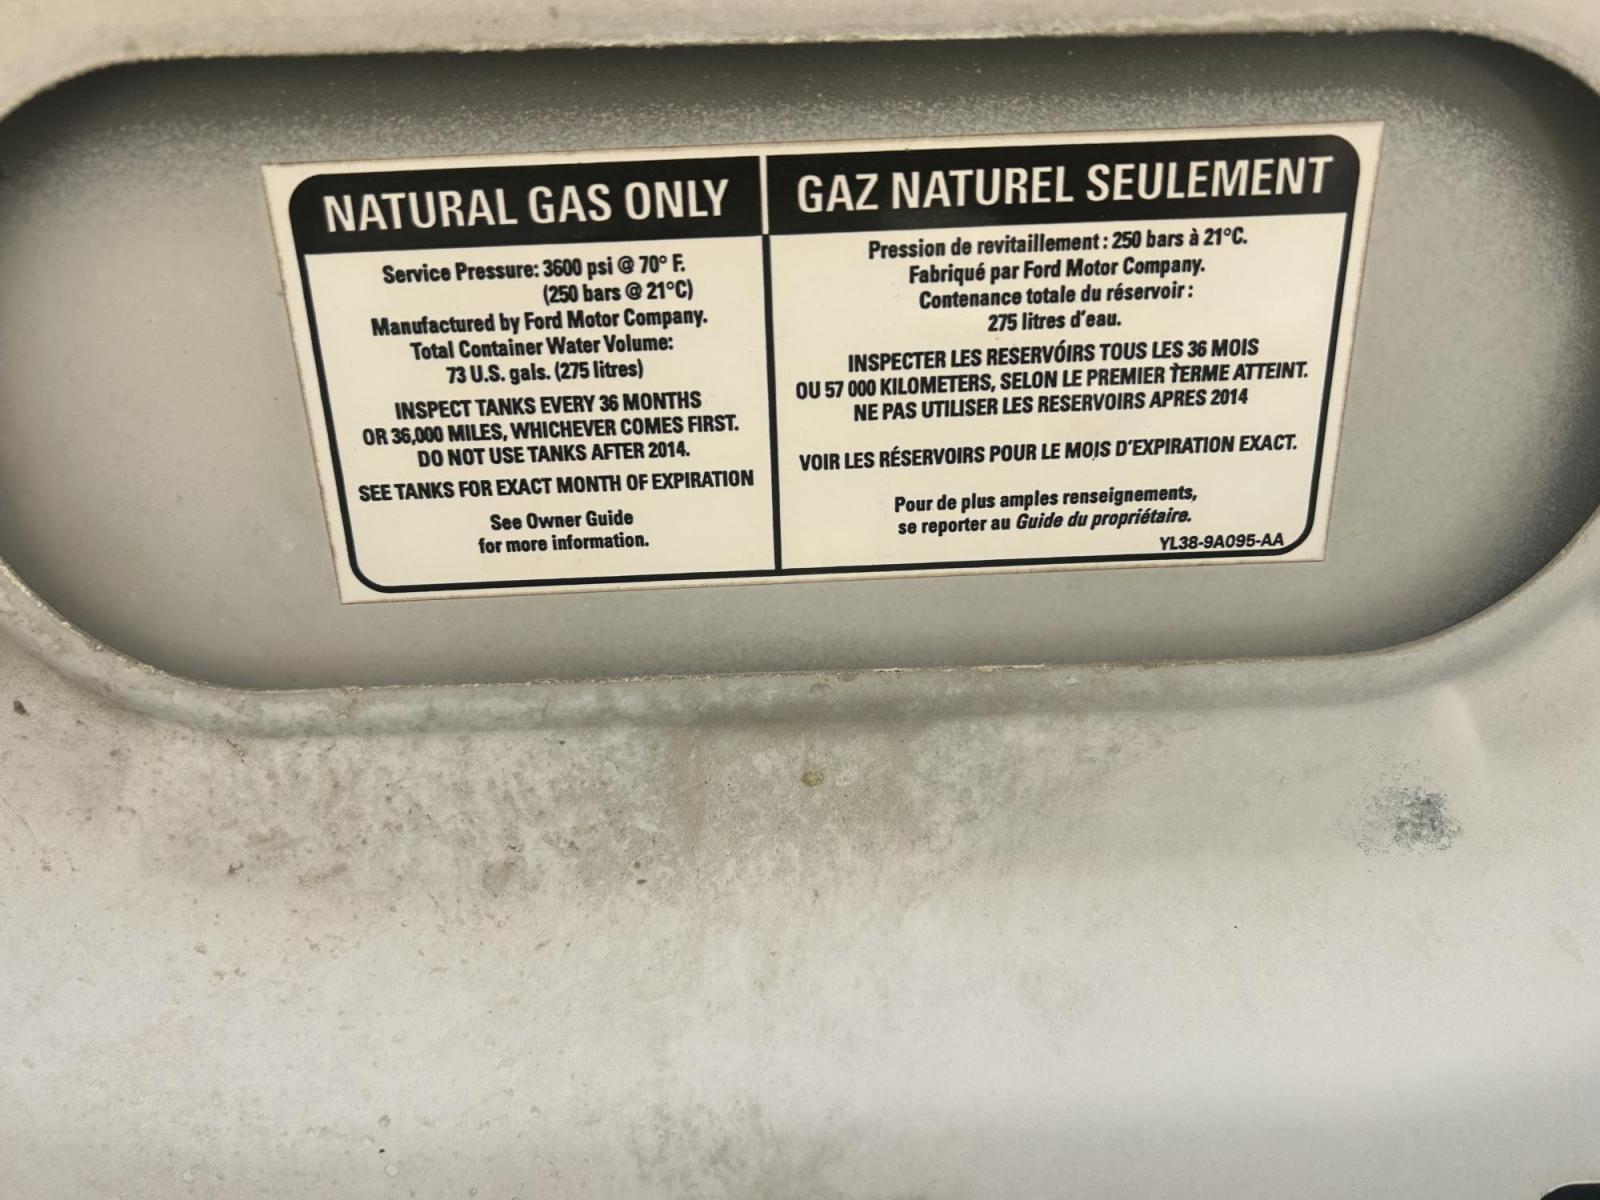 NATURAL GAS ONLY
Service Pressure: 3600 psi @ 70° F.
(250 bars @ 21°C)
Manufactured by Ford Motor Company.
Total Container Water Volume:
73 U.S. gals. (275 litres)
INSPECT TANKS EVERY 36 MONTHS
OR 36,000 MILES, WHICHEVER COMES FIRST.
DO NOT USE TANKS AFTER 2014.
SEE TANKS FOR EXACT MONTH OF EXPIRATION
See Owner Guide
for more information.
GAZ NATUREL SEULEMENT
Pression de revitaillement : 250 bars à 21°C.
Fabriqué par Ford Motor Company.
Contenance totale du réservoir :
275 litres d'eau.
INSPECTER LES RESERVÓIRS TOUS LES 36 MOIS
OU 57 000 KILOMETERS, SELON LE PREMIER TERME ATTEINT.
NE PAS UTILISER LES RESERVOIRS APRES 2014
VOIR LES RÉSERVOIRS POUR LE MOIS D'EXPIRATION EXACT.
Pour de plus amples renseignements,
se reporter au Guide du propriétaire.
YL38-9A095-AA